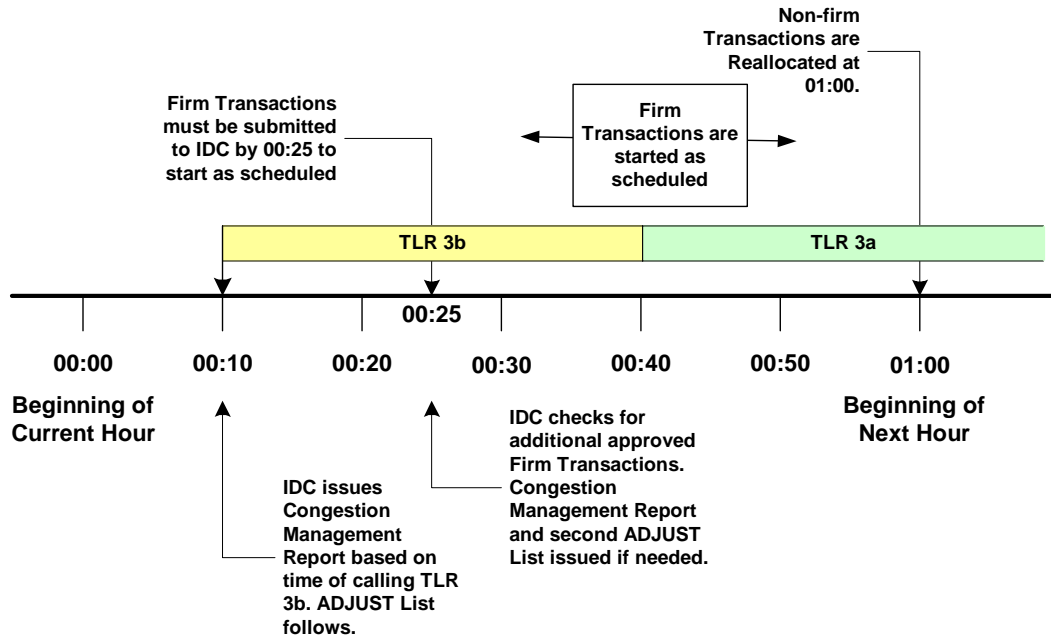 Non-firm
Transactions are
Reallocated at
01:00.
Firm Transactions
must be submitted
to IDC by 00:25 to
start as scheduled
Firm
Transactions are
started as
scheduled
TLR 3b
TLR 3a
00:25
00:00
00:10
00:20
00:30
00:40
00:50
01:00
Beginning of
Current Hour
Beginning of
Next Hour
IDC issues
Congestion
Management
Report based on
time of calling TLR
3b. ADJUST List
follows.
IDC checks for
additional approved
Firm Transactions.
Congestion
Management Report
and second ADJUST
List issued if needed.